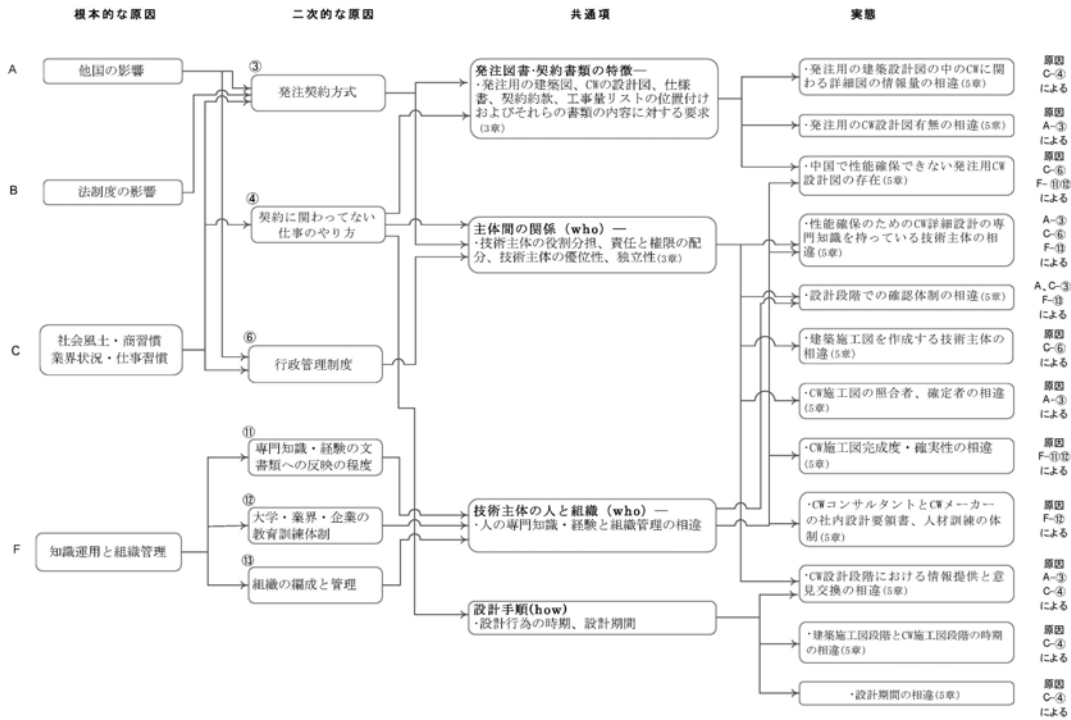 根本的な原因
二次的な原因
共通項
実態
A
他国の影響
B
法制度の影響
C
社会風土・商習慣
業界状況・仕事習慣
F
知識運用と組織管理
③
発注契約方式
④
契約に関わってない
仕事のやり方
⑥
行政管理制度
⑪
専門知識・経験の文
書類への反映の程度
⑫
大学・業界・企業の
教育訓練体制
⑬
組織の編成と管理
発注図書・契約書類の特徴―
・発注用の建築図、CWの設計図、仕様
書、契約約款、工事量リストの位置付け
およびそれらの書類の内容に対する要求
(3章)
主体間の関係（who）―
・技術主体の役割分担、責任と権限の配
分、技術主体の優位性、独立性(3章)
技術主体の人と組織（who）―
・人の専門知識・経験と組織管理の相違
設計手順(how)
・設計行為の時期、設計期間
・発注用の建築設計図の中のCWに関
わる詳細図の情報量の相違(5章)
原因
C-④
による
・発注用のCW設計図有無の相違(5章)
原因
A-③
による
・中国で性能確保できない発注用CW
設計図の存在(5章)
原因
C-⑥
F-⑪⑫
による
・性能確保のためのCW詳細設計の専
門知識を持っている技術主体の相
違(5章)
A-③
C-⑥
F-⑬
による
・設計段階での確認体制の相違(5章)
A、C-③
F-⑬
による
・建築施工図を作成する技術主体の
相違(5章)
原因
C-⑥
による
・CW施工図の照合者、確定者の相違
(5章)
原因
A-③
による
・CW施工図完成度・確実性の相違
(5章)
原因
F-⑪⑫
による
・CWコンサルタントとCWメーカー
の社内設計要領書、人材訓練の体
制(5章)
原因
F-⑫
による
・CW設計段階における情報提供と意
見交換の相違(5章)
原因
A-③
C-④
による
・建築施工図段階とCW施工図段階の時期
の相違(5章)
原因
C-④
による
・設計期間の相違(5章)
原因
C-④
による